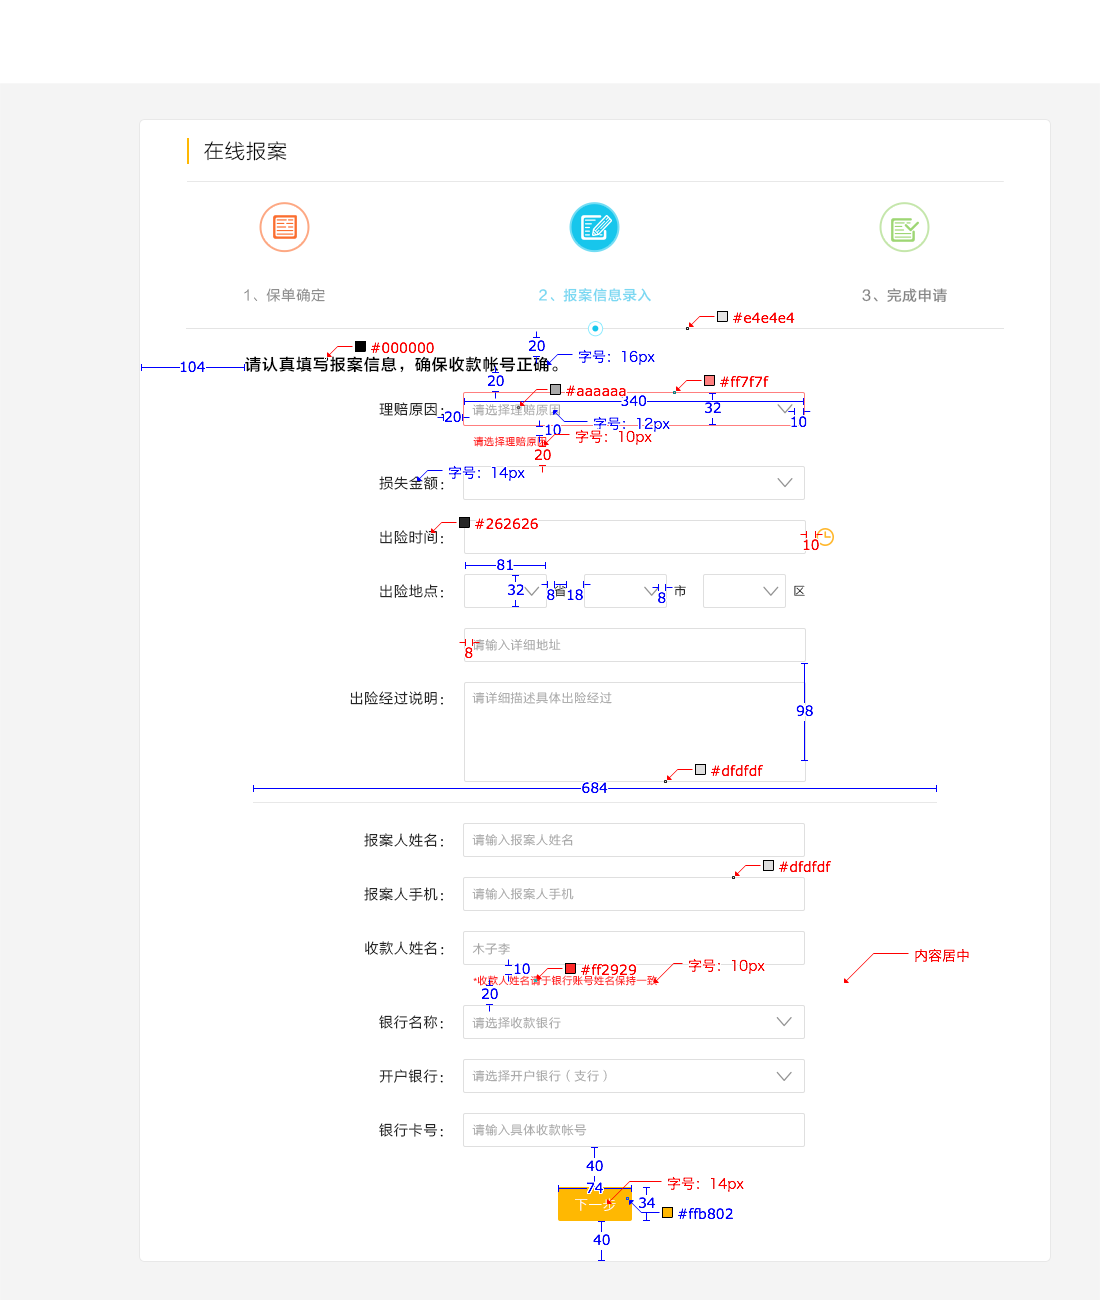 在线报案
1、保单确定
2、报案信息录入
3、完成申请
#e4e4e4
20
#000000
字号：16px
104
请认真填写报案信息，确保收款帐号正确。
20
#ff7f7f
#aaaaaa
340
理赔原因：
20
请选择理赔原因
32
10
字号：12px
10
字号：10px
请选择理赔原因
20
字号：14px
损失金额：
#262626
出险时间：
10
81
出险地点：
32
8
省
18
8
市
区
8
请输入详细地址
出险经过说明：
请详细描述具体出险经过
98
#dfdfdf
684
报案人姓名：
请输入报案人姓名
#dfdfdf
报案人手机：
请输入报案人手机
收款人姓名：
木子李
内容居中
10
#ff2929
字号：10px
*收款人姓名请于银行账号姓名保持一致
20
银行名称：
请选择收款银行
开户银行：
请选择开户银行（支行）
银行卡号：
请输入具体收款帐号
40
74
字号：14px
下一步
34
#ffb802
40